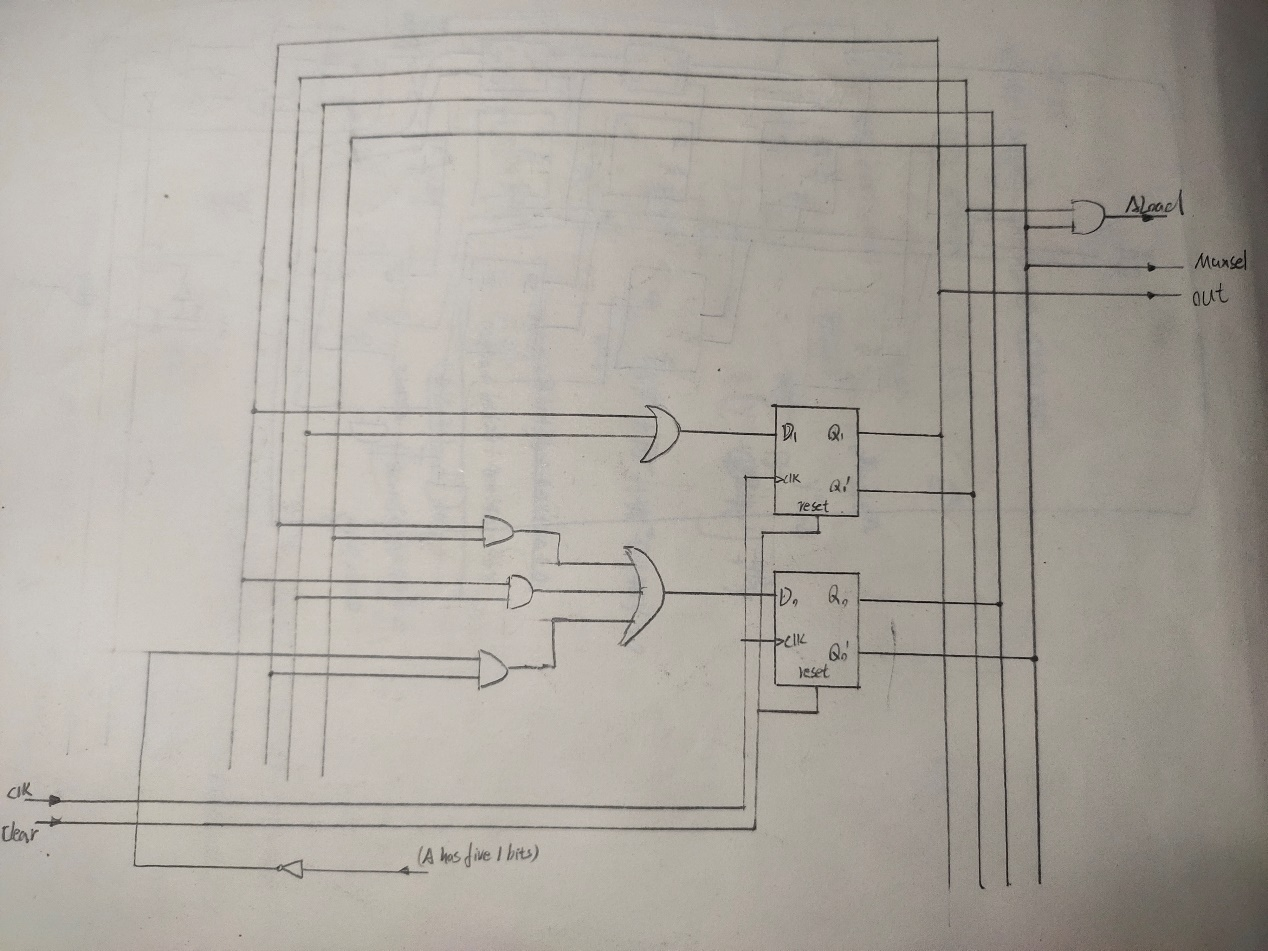 ALoad
Muxsel
out
D₁ Q₁
CLK
Q₁'
reset
D₀ Q₀
CLK
Q₀'
reset
CLK
Clear
(A has five 1 bits)